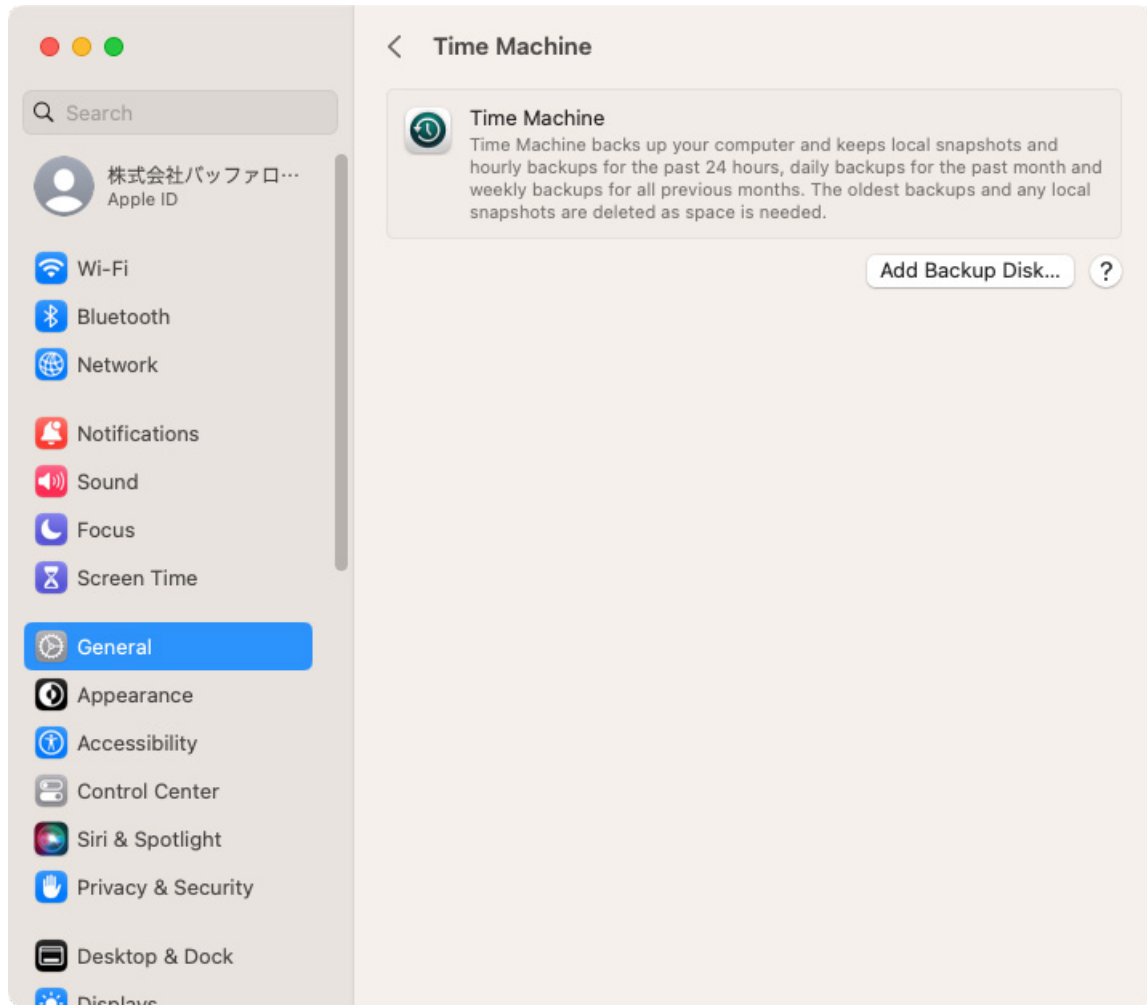 Time Machine
Search
株式会社バッファロ…
Apple ID
Wi-Fi
Bluetooth
Network
Notifications
Sound
Focus
Screen Time
General
Appearance
Accessibility
Control Center
Siri & Spotlight
Privacy & Security
Desktop & Dock
Displays
Time Machine
Time Machine backs up your computer and keeps local snapshots and
hourly backups for the past 24 hours, daily backups for the past month and
weekly backups for all previous months. The oldest backups and any local
snapshots are deleted as space is needed.
Add Backup Disk...
?